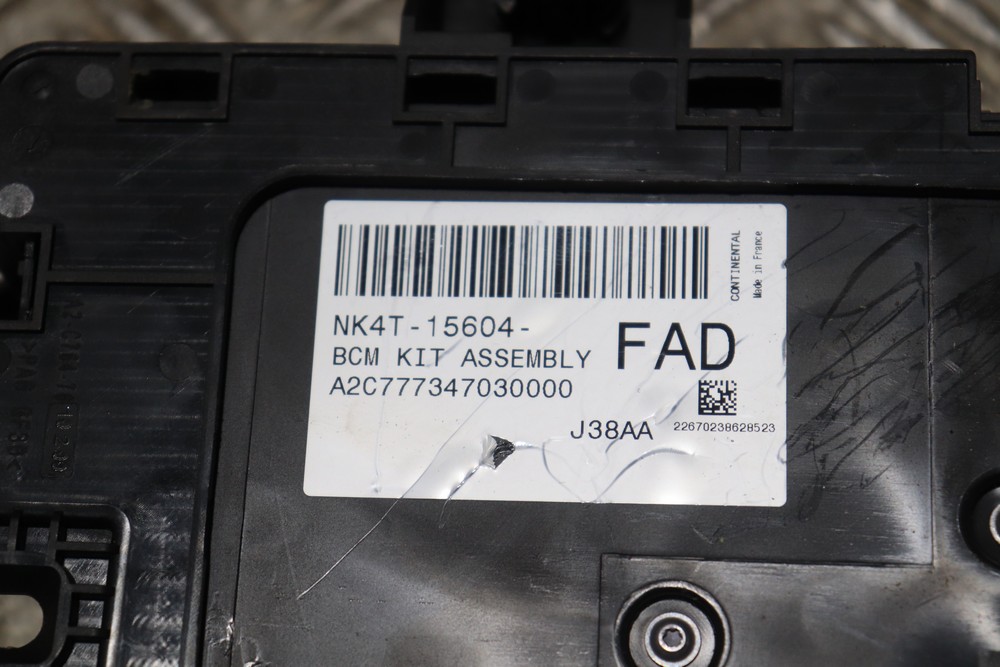 NK4T-15604-
BCM KIT ASSEMBLY
FAD
A2C777347030000
J38AA
22670238628523
CONTINENTAL
Made in France